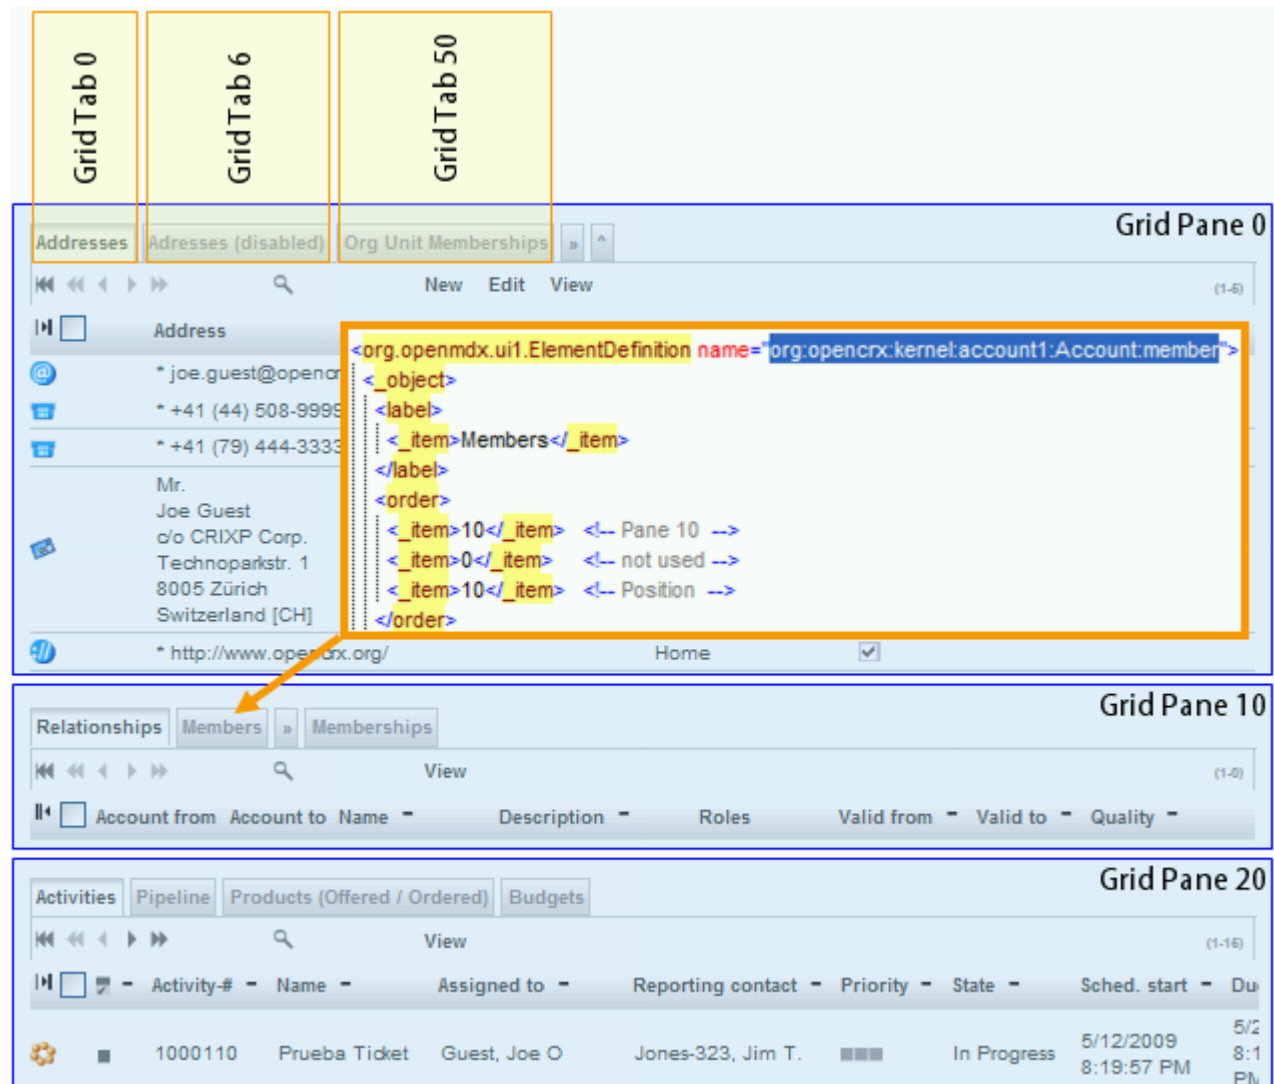 Grid Tab 0
Grid Tab 6
Grid Tab 50
Grid Pane 0
Addresses Adresses (disabled) Org Unit Memberships » ^
New Edit View (1-6)
Address
<org.openmdx.ui1.ElementDefinition name="org:opencrx:kernel:account1:Account:member">
<_object>
<label>
<_item>Members</_item>
</label>
<order>
<_item>10</_item> <!-- Pane 10 -->
<_item>0</_item> <!-- not used -->
<_item>10</_item> <!-- Position -->
</order>
* joe.guest@opencr
* +41 (44) 508-9999
* +41 (79) 444-3333
Mr.
Joe Guest
c/o CRIXP Corp.
Technoparkstr. 1
8005 Zürich
Switzerland [CH]
* http://www.opencrx.org/ Home
Grid Pane 10
Relationships Members » Memberships
View (1-0)
Account from Account to Name Description Roles Valid from Valid to Quality
Grid Pane 20
Activities Pipeline Products (Offered / Ordered) Budgets
View (1-16)
Activity-# Name Assigned to Reporting contact Priority State Sched. start Du
1000110 Prueba Ticket Guest, Joe O Jones-323, Jim T. In Progress 5/12/2009 5/2
8:19:57 PM 8:1
PM